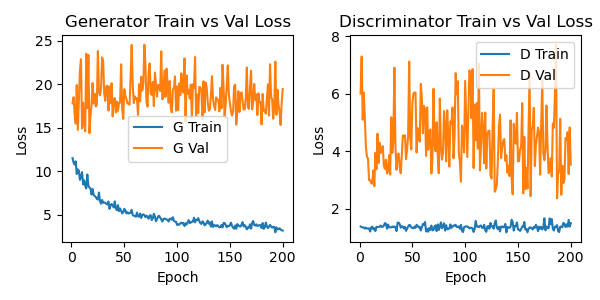 Generator Train vs Val Loss
25
20
15
10
5
Loss
G Train
G Val
0
50
100
150
200
Epoch
Discriminator Train vs Val Loss
8
6
4
2
Loss
D Train
D Val
0
50
100
150
200
Epoch